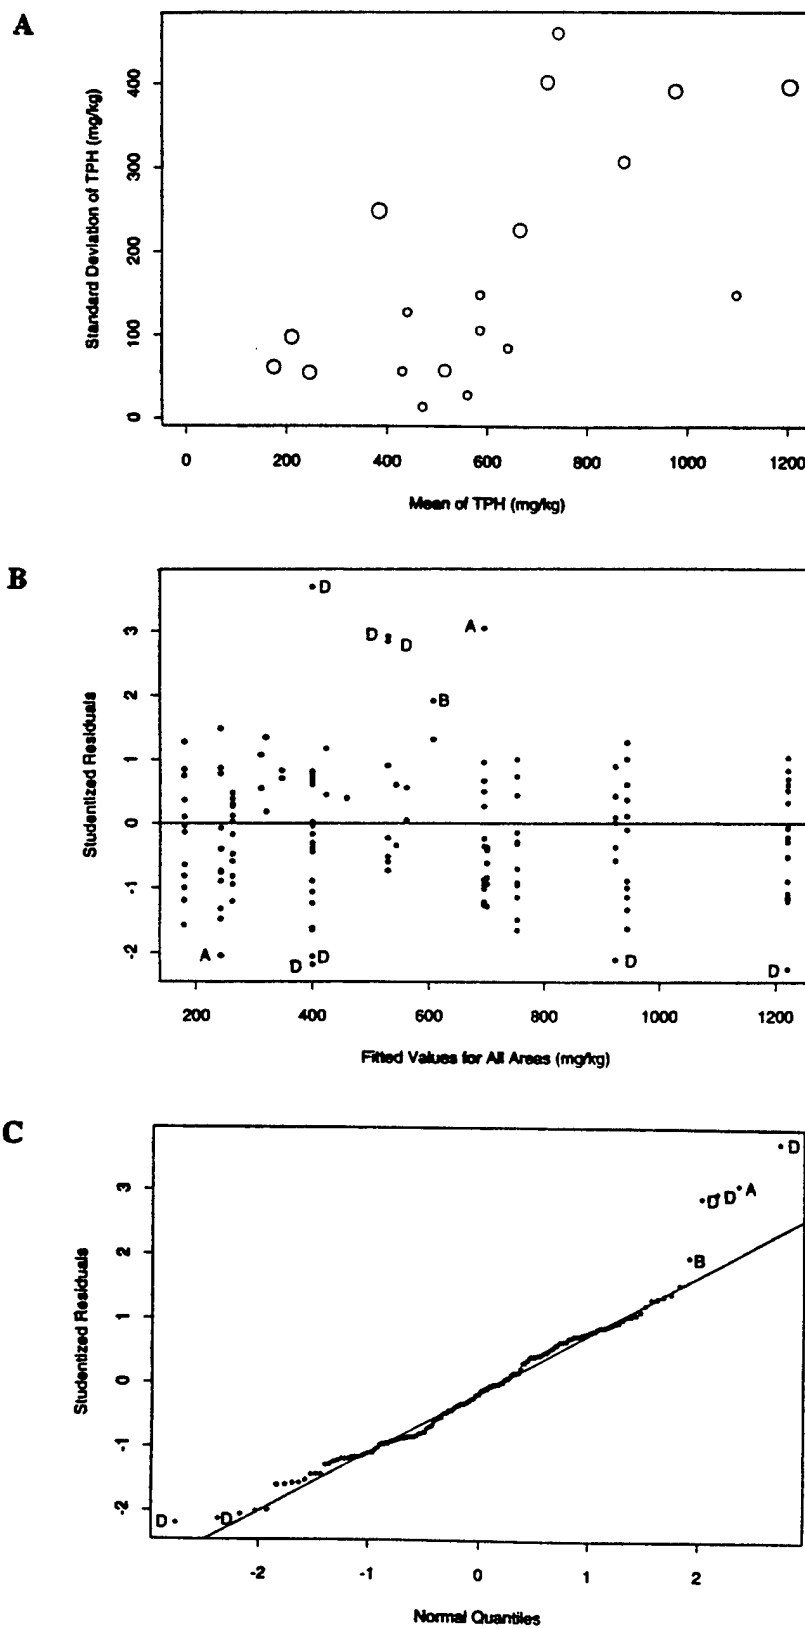 A
Standard Deviation of TPH (mg/kg)
400
300
200
100
0
0 200 400 600 800 1000 1200
Mean of TPH (mg/kg)
B
Studentized Residuals
3
2
1
0
-1
-2
D
D D
A
B
A
D D
D
D
200 400 600 800 1000 1200
Fitted Values for All Areas (mg/kg)
C
Studentized Residuals
3
2
1
0
-1
-2
D
D D A
B
D D
-2 -1 0 1 2
Normal Quantiles